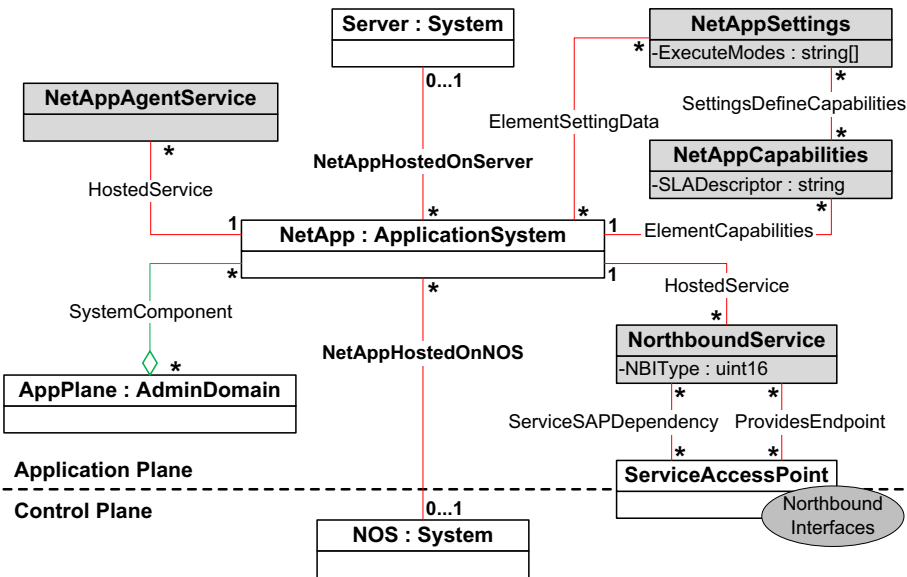 Server : System
0...1
NetAppSettings
-ExecuteModes : string[]
*
*
SettingsDefineCapabilities
*
NetAppAgentService
*
HostedService
1
ElementSettingData
NetAppHostedOnServer
*
*
NetAppCapabilities
-SLADescriptor : string
*
ElementCapabilities
1
NetApp : ApplicationSystem
*
*
1
HostedService
*
SystemComponent
*
AppPlane : AdminDomain
NetAppHostedOnNOS
NorthboundService
-NBIType : uint16
*
*
ServiceSAPDependency
ProvidesEndpoint
*
*
ServiceAccessPoint
Northbound
Interfaces
Application Plane
Control Plane
0...1
NOS : System